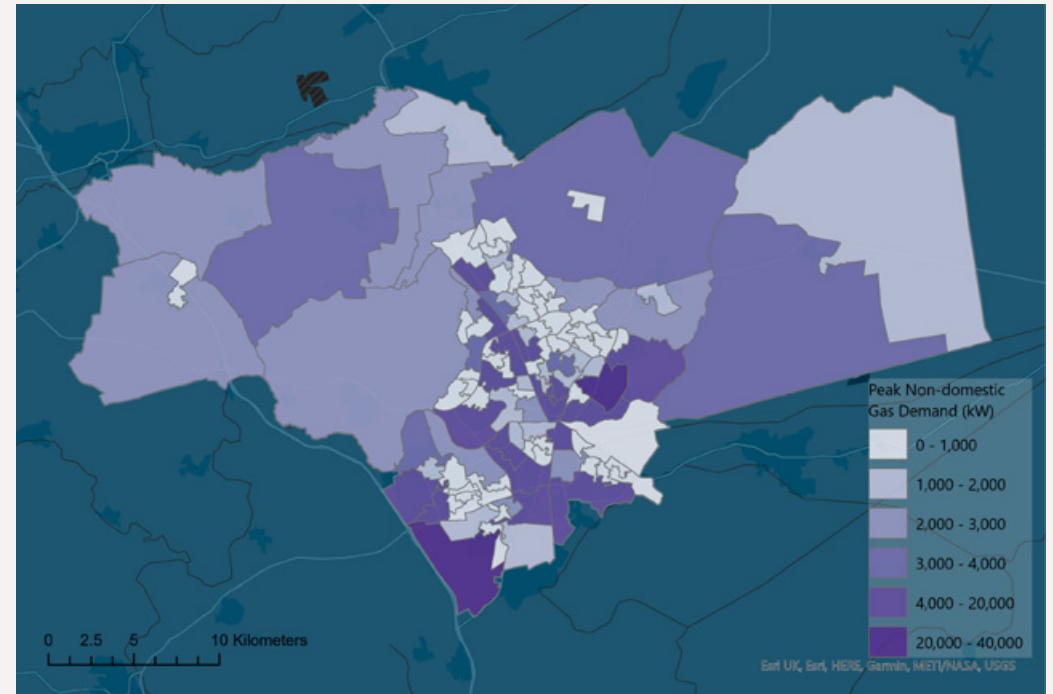 Peak Non-domestic
Gas Demand (kW)
0 - 1,000
1,000 - 2,000
2,000 - 3,000
3,000 - 4,000
4,000 - 20,000
20,000 - 40,000
0 2.5 5 10 Kilometers
Esri UK, Esri, HERE, Garmin, METI/NASA, USGS